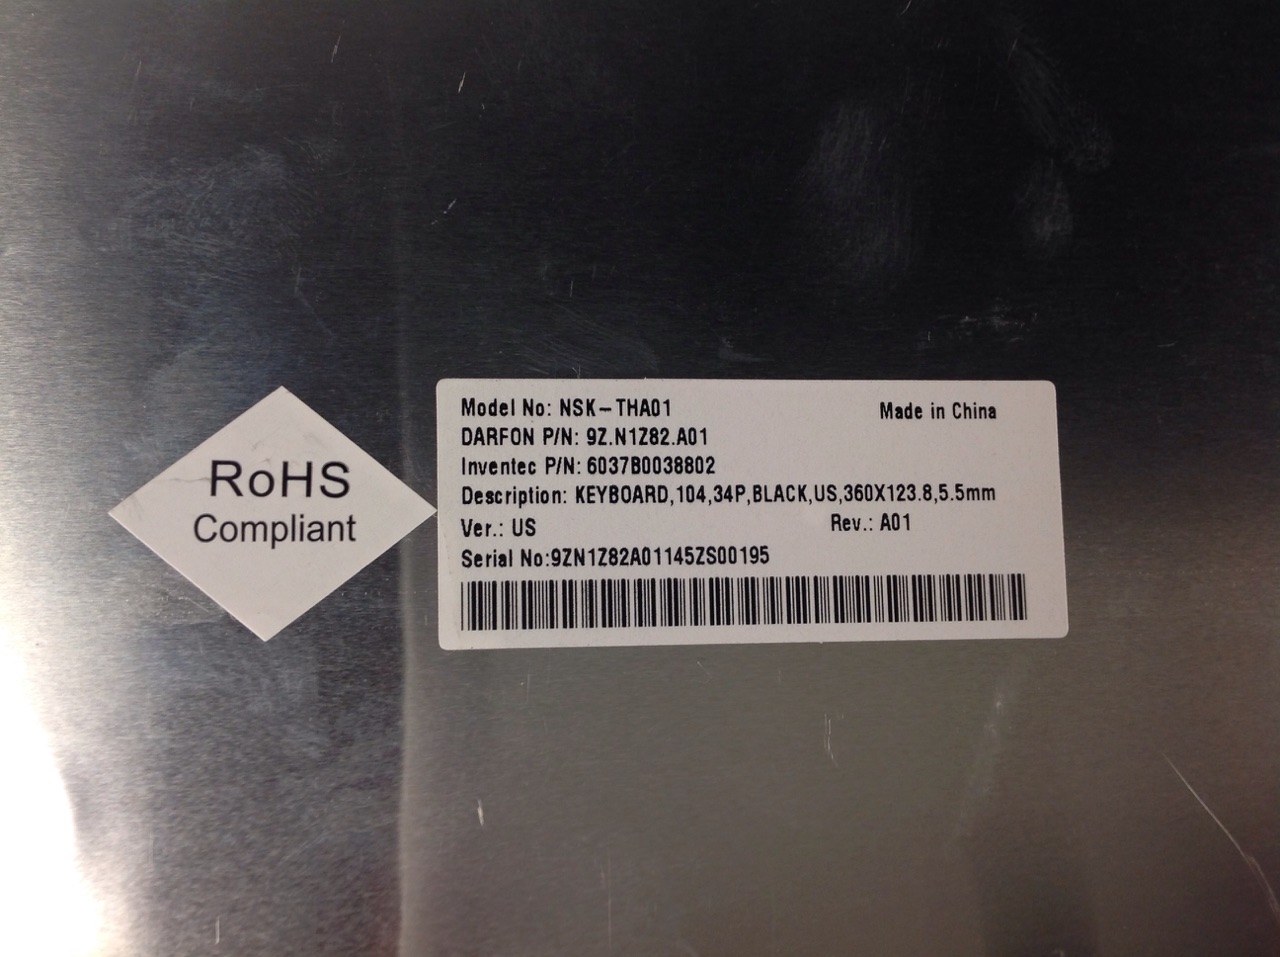 RoHS
Compliant
Model No: NSK-THA01
Made in China
DARFON P/N: 9Z.N1Z82.A01
Inventec P/N: 6037B0038802
Description: KEYBOARD,104,34P,BLACK,US,360X123.8,5.5mm
Ver.: US
Rev.: A01
Serial No:9ZN1Z82A01145ZS00195